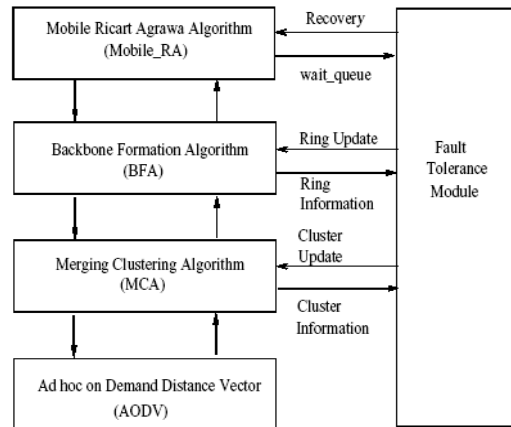 Mobile Ricart Agrawa Algorithm
(Mobile_RA)
Recovery
wait_queue
Backbone Formation Algorithm
(BFA)
Ring Update
Ring
Information
Fault
Tolerance
Module
Cluster
Update
Merging Clustering Algorithm
(MCA)
Cluster
Information
Ad hoc on Demand Distance Vector
(AODV)